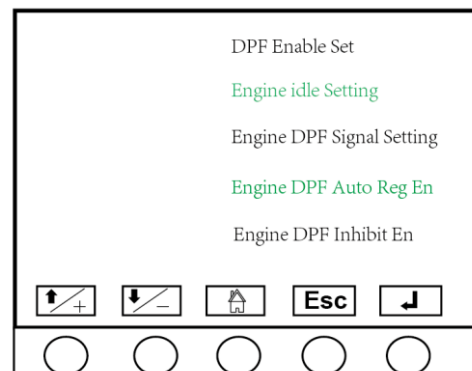 DPF Enable Set
Engine idle Setting
Engine DPF Signal Setting
Engine DPF Auto Reg En
Engine DPF Inhibit En
+ − Esc